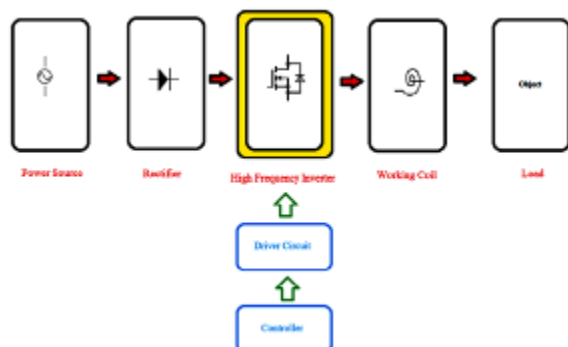 Object
Power Source
Rectifier
High Frequency Inverter
Working Coil
Load
Driver Circuit
Controller